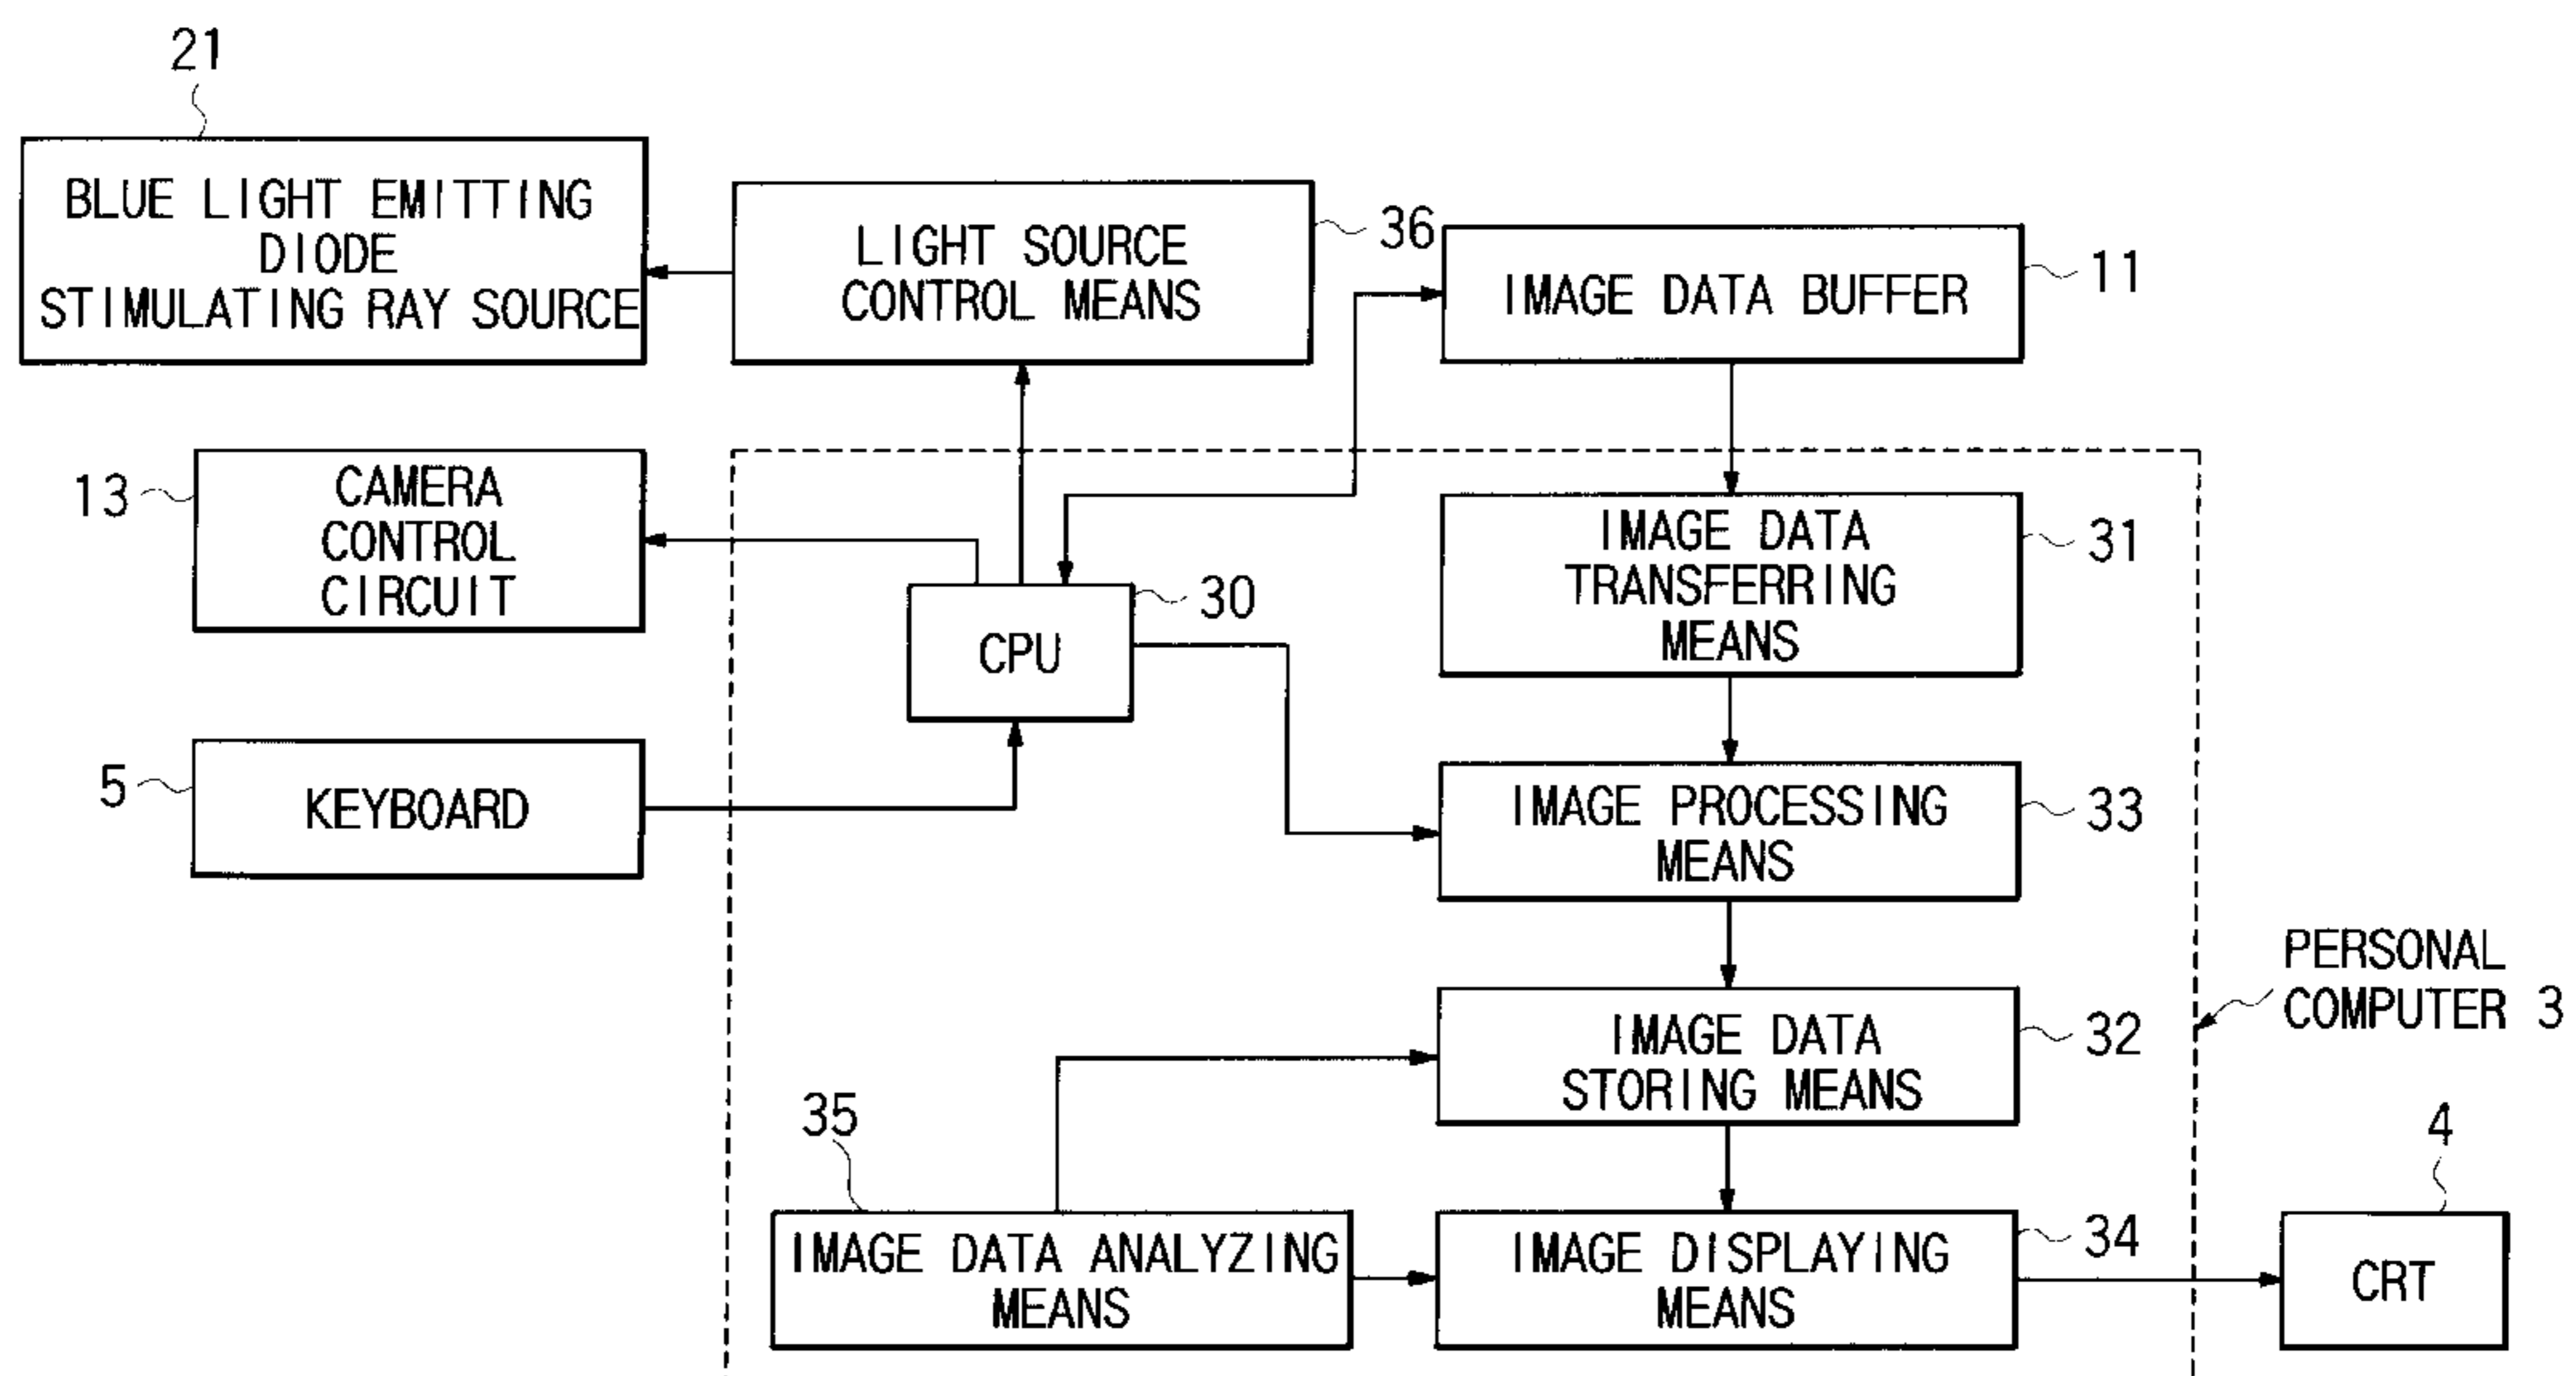 21
BLUE LIGHT EMITTING
DIODE
STIMULATING RAY SOURCE
LIGHT SOURCE
CONTROL MEANS
36
IMAGE DATA BUFFER
11
13
CAMERA
CONTROL
CIRCUIT
CPU
30
IMAGE DATA
TRANSFERRING
MEANS
31
5
KEYBOARD
IMAGE PROCESSING
MEANS
33
PERSONAL
COMPUTER 3
IMAGE DATA
STORING MEANS
32
35
IMAGE DATA ANALYZING
MEANS
IMAGE DISPLAYING
MEANS
34
4
CRT